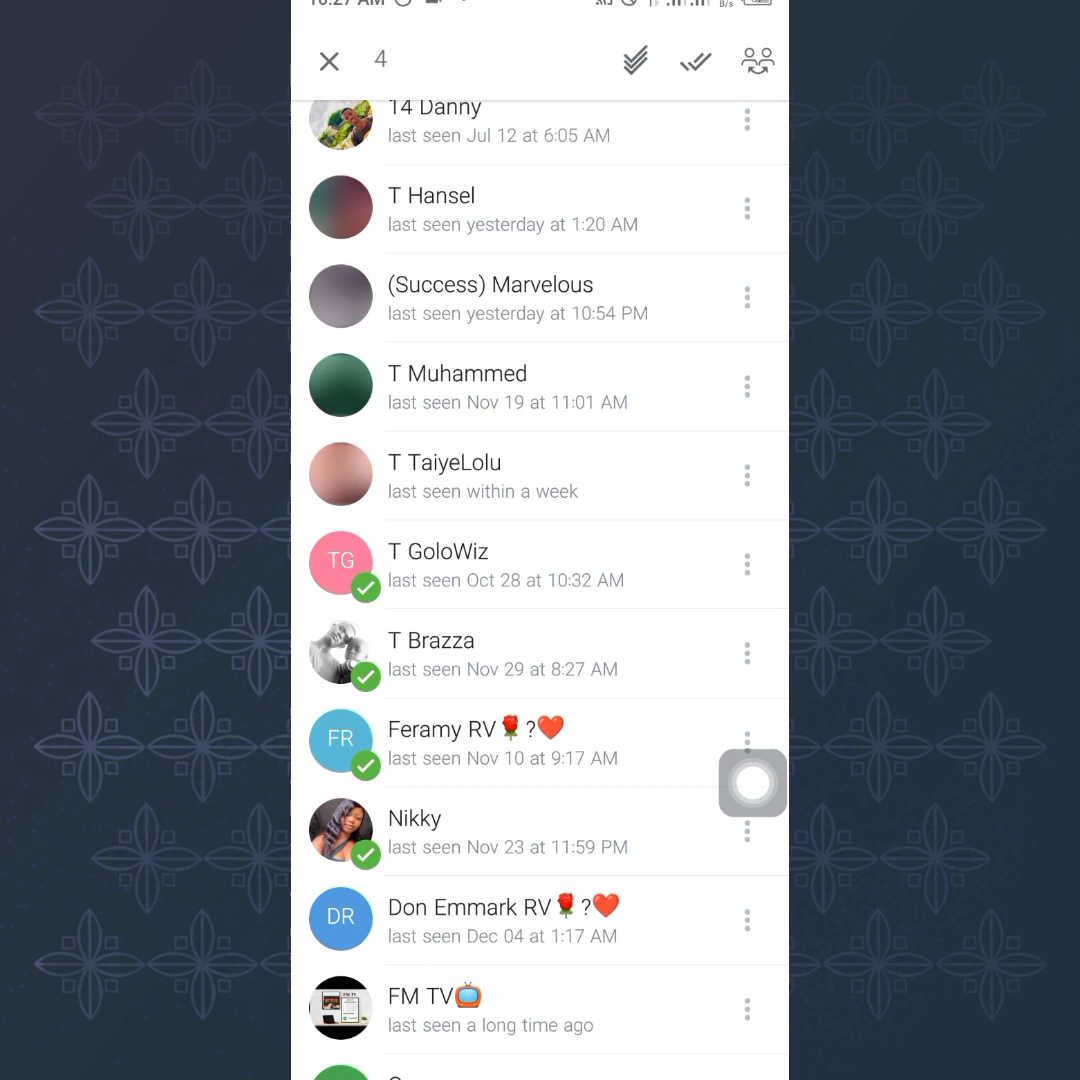 10:27 AM
B/s
4
14 Danny
last seen Jul 12 at 6:05 AM
T Hansel
last seen yesterday at 1:20 AM
(Success) Marvelous
last seen yesterday at 10:54 PM
T Muhammed
last seen Nov 19 at 11:01 AM
T TaiyeLolu
last seen within a week
TG
T GoloWiz
last seen Oct 28 at 10:32 AM
T Brazza
last seen Nov 29 at 8:27 AM
FR
Feramy RV🌹?❤️
last seen Nov 10 at 9:17 AM
Nikky
last seen Nov 23 at 11:59 PM
DR
Don Emmark RV🌹?❤️
last seen Dec 04 at 1:17 AM
FM TV📺
last seen a long time ago